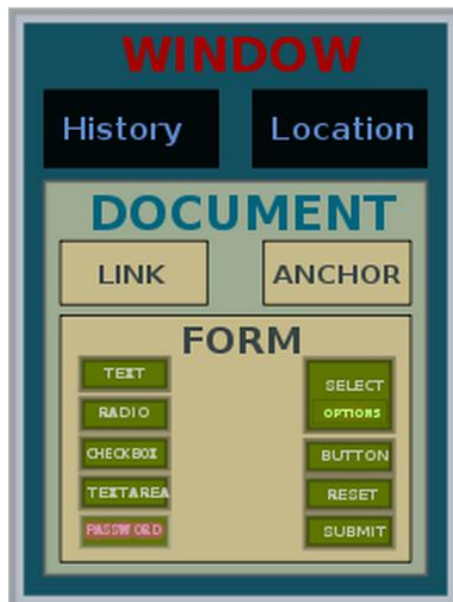 WINDOW
History
Location
DOCUMENT
LINK
ANCHOR
FORM
TEXT
RADIO
CHECKBOX
TEXTAREA
PASSWORD
SELECT
OPTIONS
BUTTON
RESET
SUBMIT